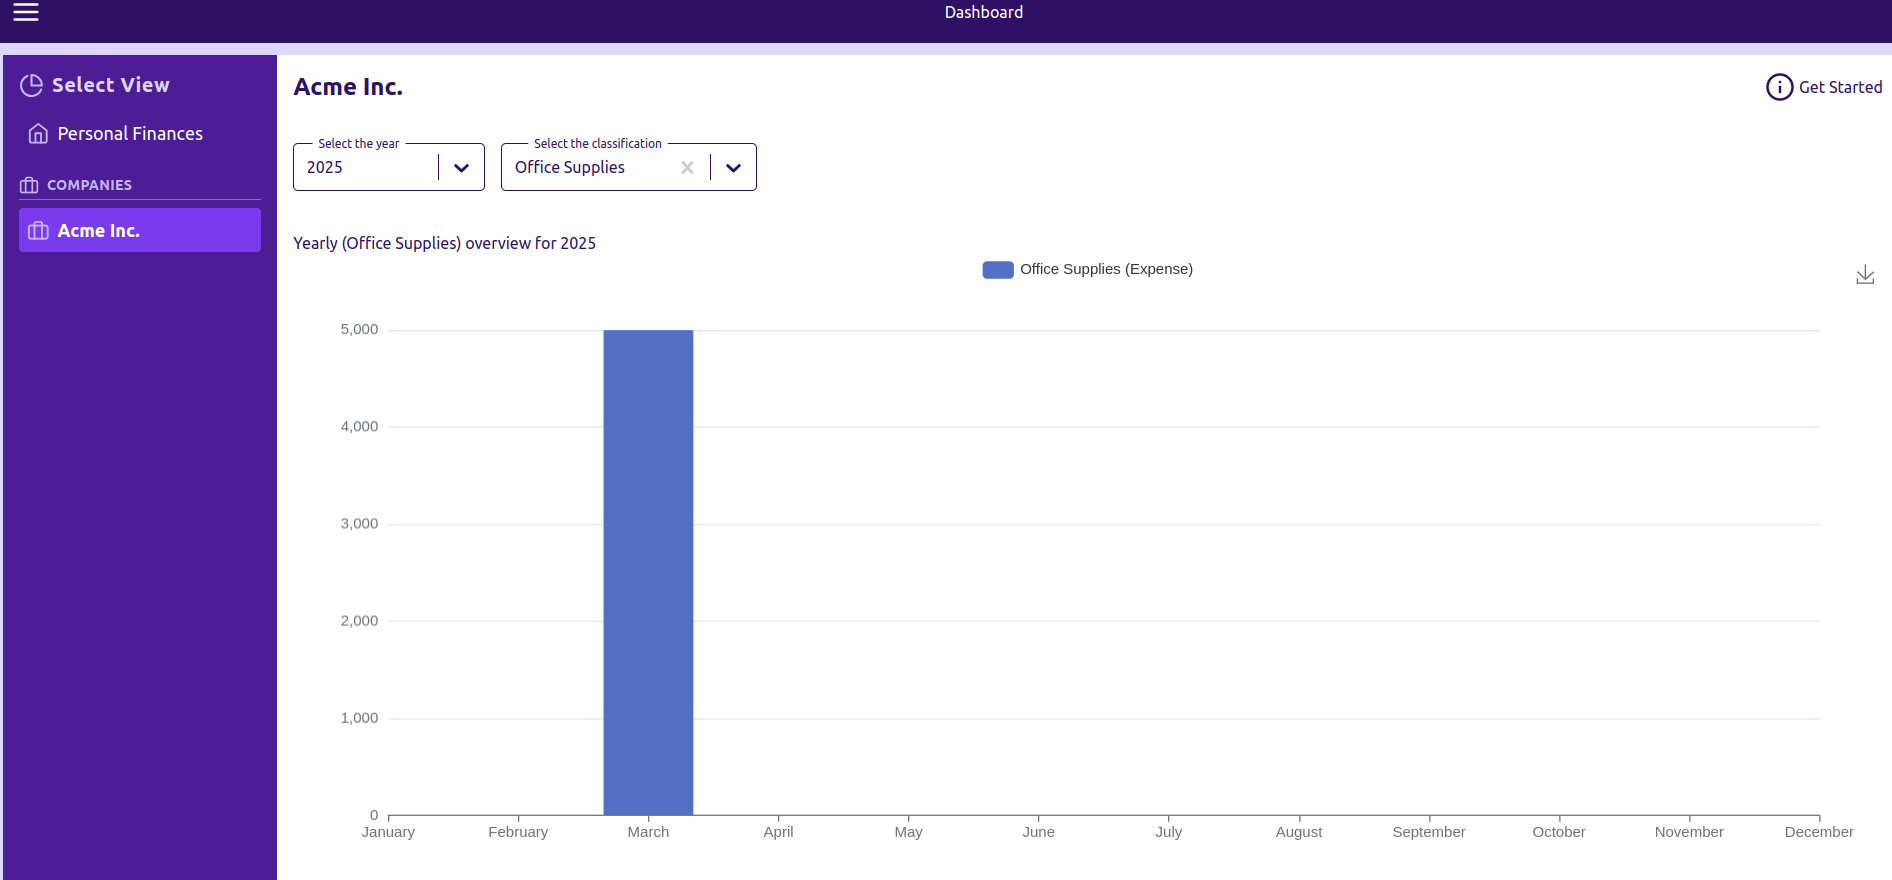 Dashboard
Select View
Personal Finances
COMPANIES
Acme Inc.
Acme Inc.
Get Started
Select the year
2025
Select the classification
Office Supplies
Yearly (Office Supplies) overview for 2025
Office Supplies (Expense)
5,000
4,000
3,000
2,000
1,000
0
January February March April May June July August September October November December